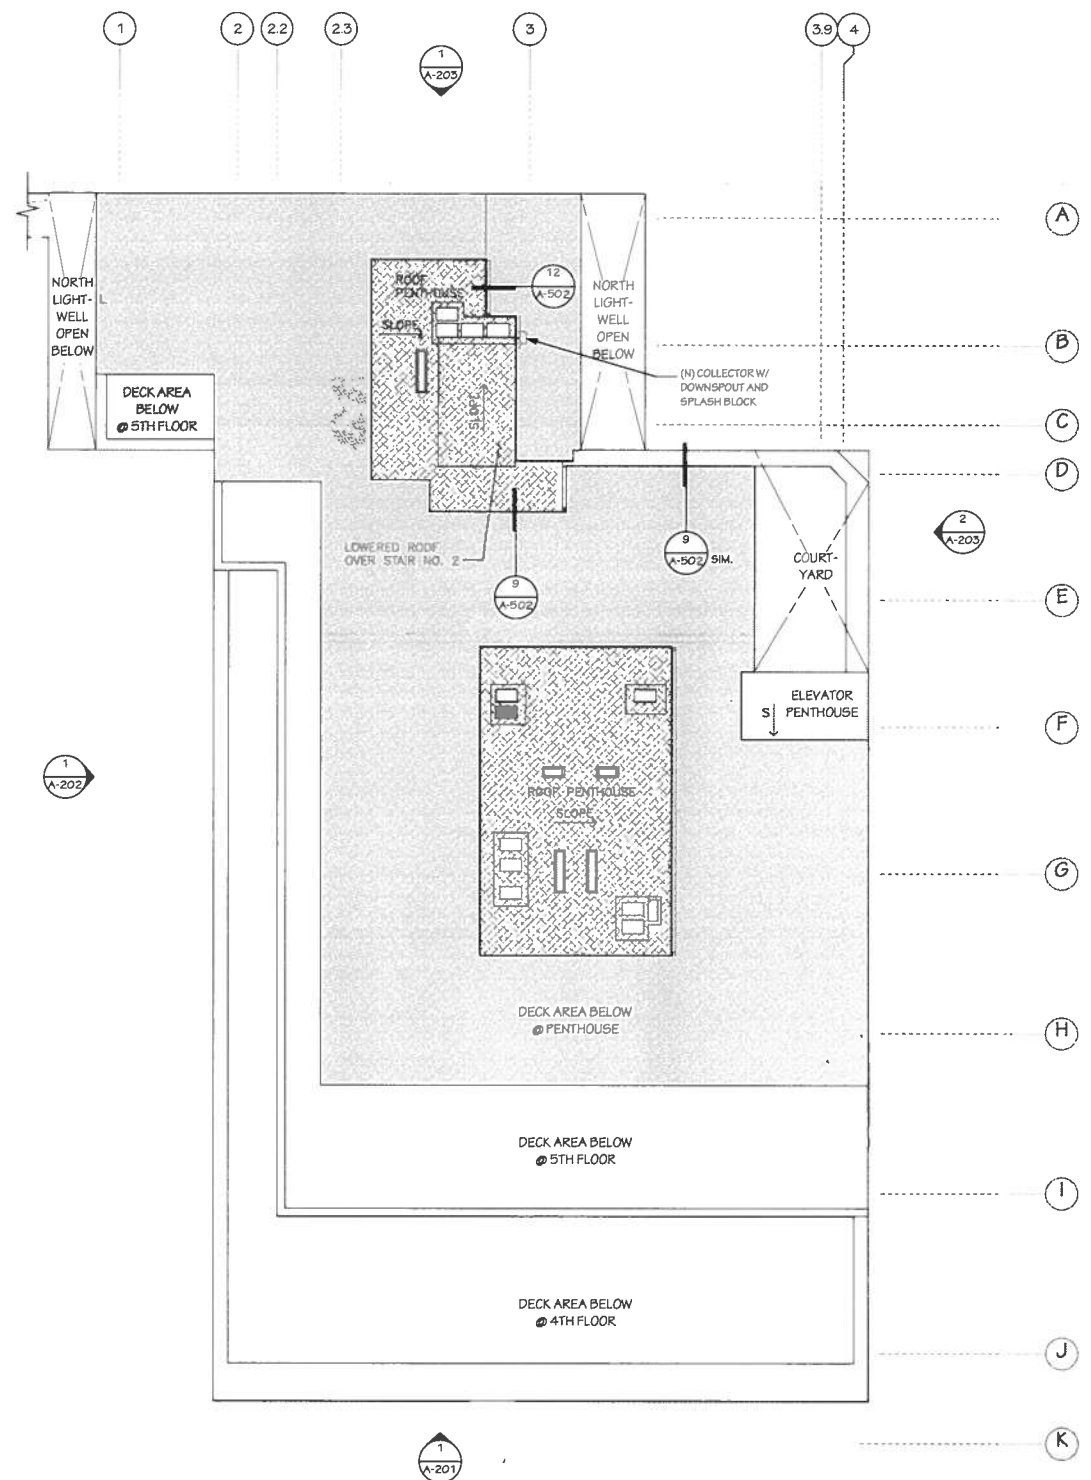 1
2
2.2
2.3
3
3.9
4
1
A-203
A
NORTH
LIGHT-
WELL
OPEN
BELOW
L
ROOF
PENTHOUSE
SLOPE
12
A-502
NORTH
LIGHT-
WELL
OPEN
BELOW
B
(N) COLLECTOR W/
DOWNSPOUT AND
SPLASH BLOCK
DECK AREA
BELOW
@ 5TH FLOOR
SLOPE
C
D
LOWERED ROOF
OVER STAIR NO. 2
9
A-502
9
A-502 SIM.
COURT-
YARD
2
A-203
E
ELEVATOR
PENTHOUSE
S
F
1
A-202
ROOF PENTHOUSE
SLOPE
G
DECK AREA BELOW
@ PENTHOUSE
H
DECK AREA BELOW
@ 5TH FLOOR
I
DECK AREA BELOW
@ 4TH FLOOR
J
K
1
A-201